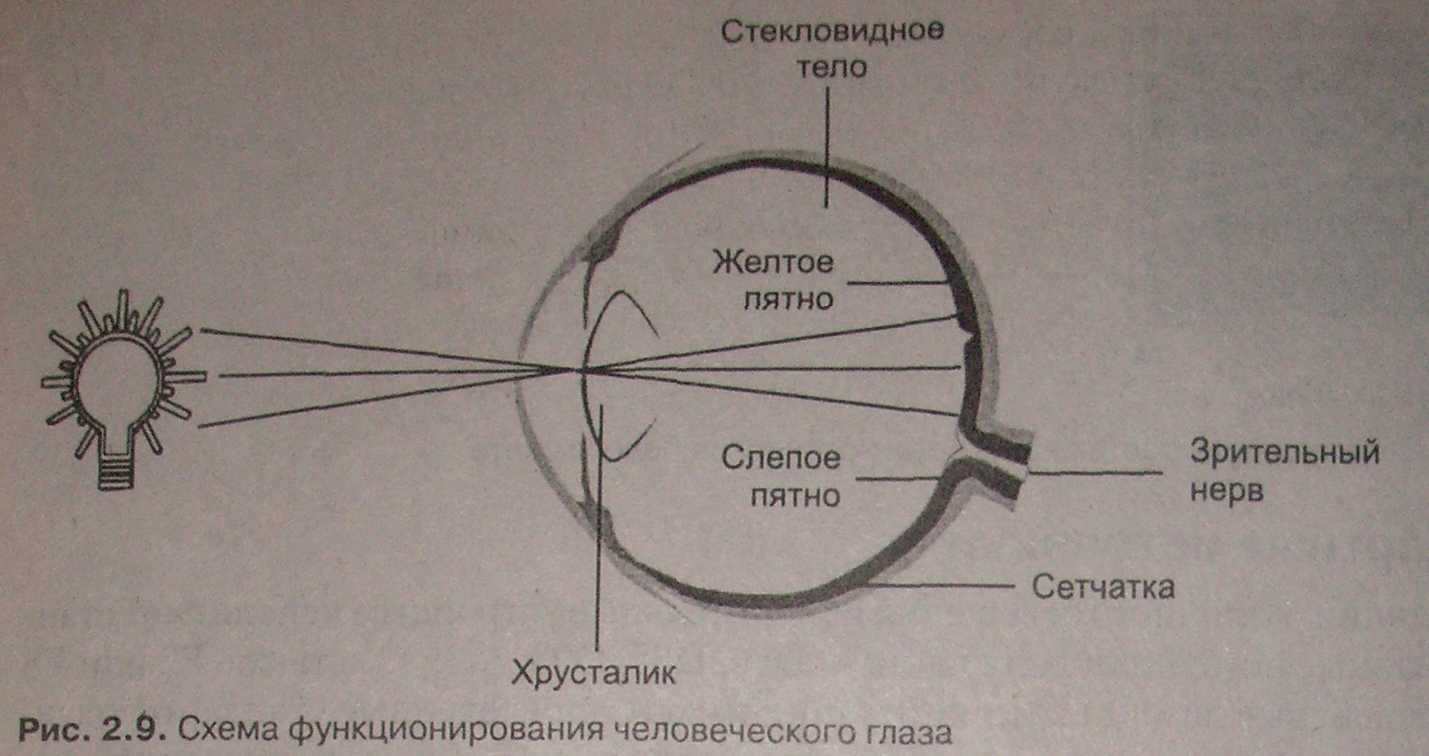 Стекловидное
тело
Желтое
пятно
Слепое
пятно
Зрительный
нерв
Сетчатка
Хрусталик
Рис. 2.9. Схема функционирования человеческого глаза